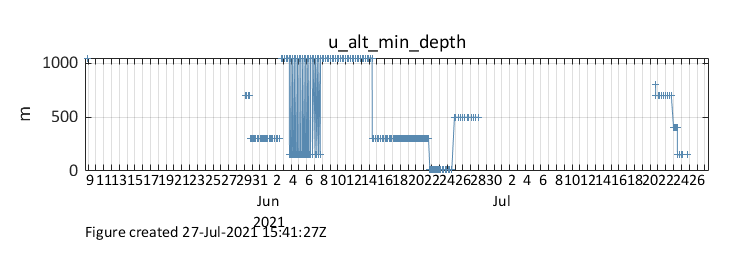 u_alt_min_depth
1000
500
0
m
9 11 13 15 17 19 21 23 25 27 29 31 2 4 6 8 10 12 14 16 18 20 22 24 26 28 30 2 4 6 8 10 12 14 16 18 20 22 24 26
Jun Jul
2021
Figure created 27-Jul-2021 15:41:27Z